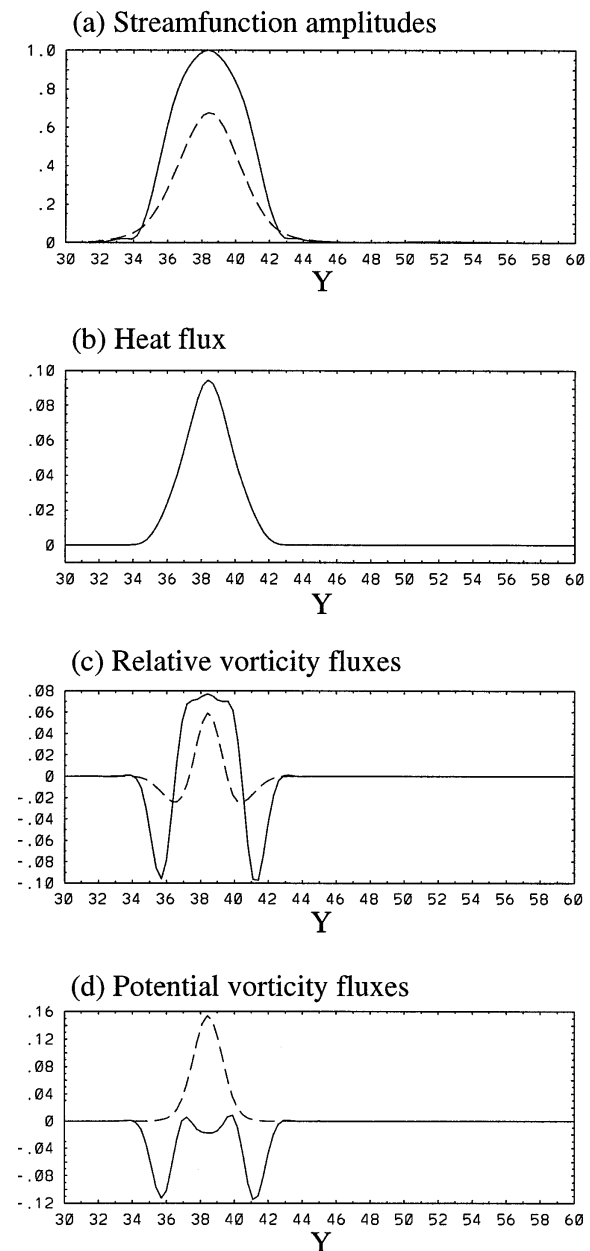 (a) Streamfunction amplitudes
1.0
.8
.6
.4
.2
0
30 32 34 36 38 40 42 44 46 48 50 52 54 56 58 60
Y
(b) Heat flux
.10
.08
.06
.04
.02
0
30 32 34 36 38 40 42 44 46 48 50 52 54 56 58 60
Y
(c) Relative vorticity fluxes
.08
.06
.04
.02
0
-.02
-.04
-.06
-.08
-.10
30 32 34 36 38 40 42 44 46 48 50 52 54 56 58 60
Y
(d) Potential vorticity fluxes
.16
.12
.08
.04
0
-.04
-.08
-.12
30 32 34 36 38 40 42 44 46 48 50 52 54 56 58 60
Y